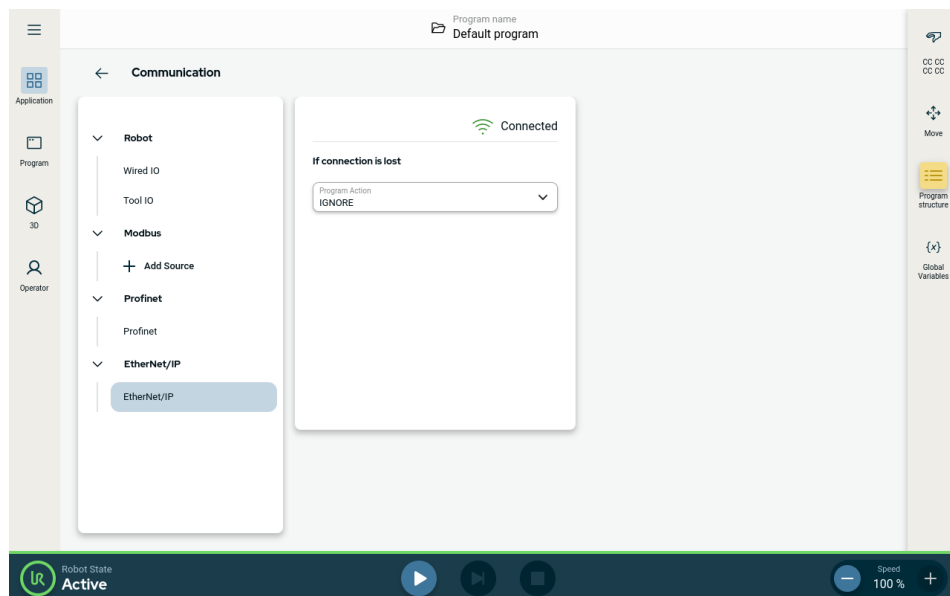 Program name
Default program
Application
Program
3D
Operator
Communication
Robot
Wired IO
Tool IO
Modbus
Add Source
Profinet
Profinet
EtherNet/IP
EtherNet/IP
Connected
If connection is lost
Program Action
IGNORE
CC CC
CC CC
Move
Program
structure
{x}
Global
Variables
Robot State
Active
Speed
100 %